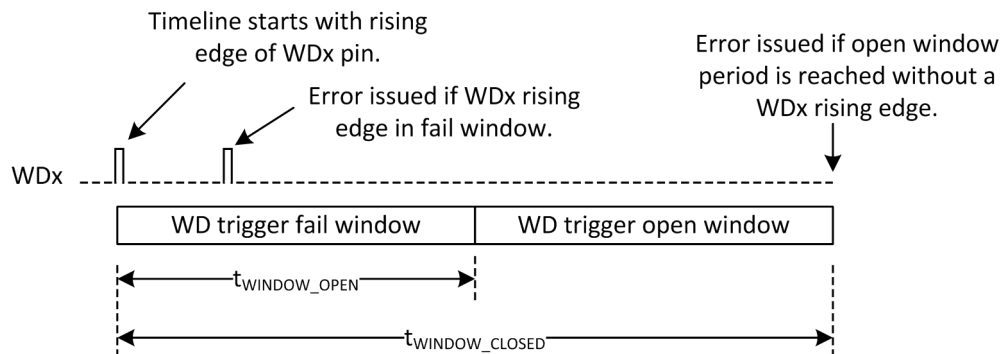 Timeline starts with rising
edge of WDx pin.
Error issued if WDx rising
edge in fail window.
Error issued if open window
period is reached without a
WDx rising edge.
WDx
WD trigger fail window
WD trigger open window
tWINDOW_OPEN
tWINDOW_CLOSED